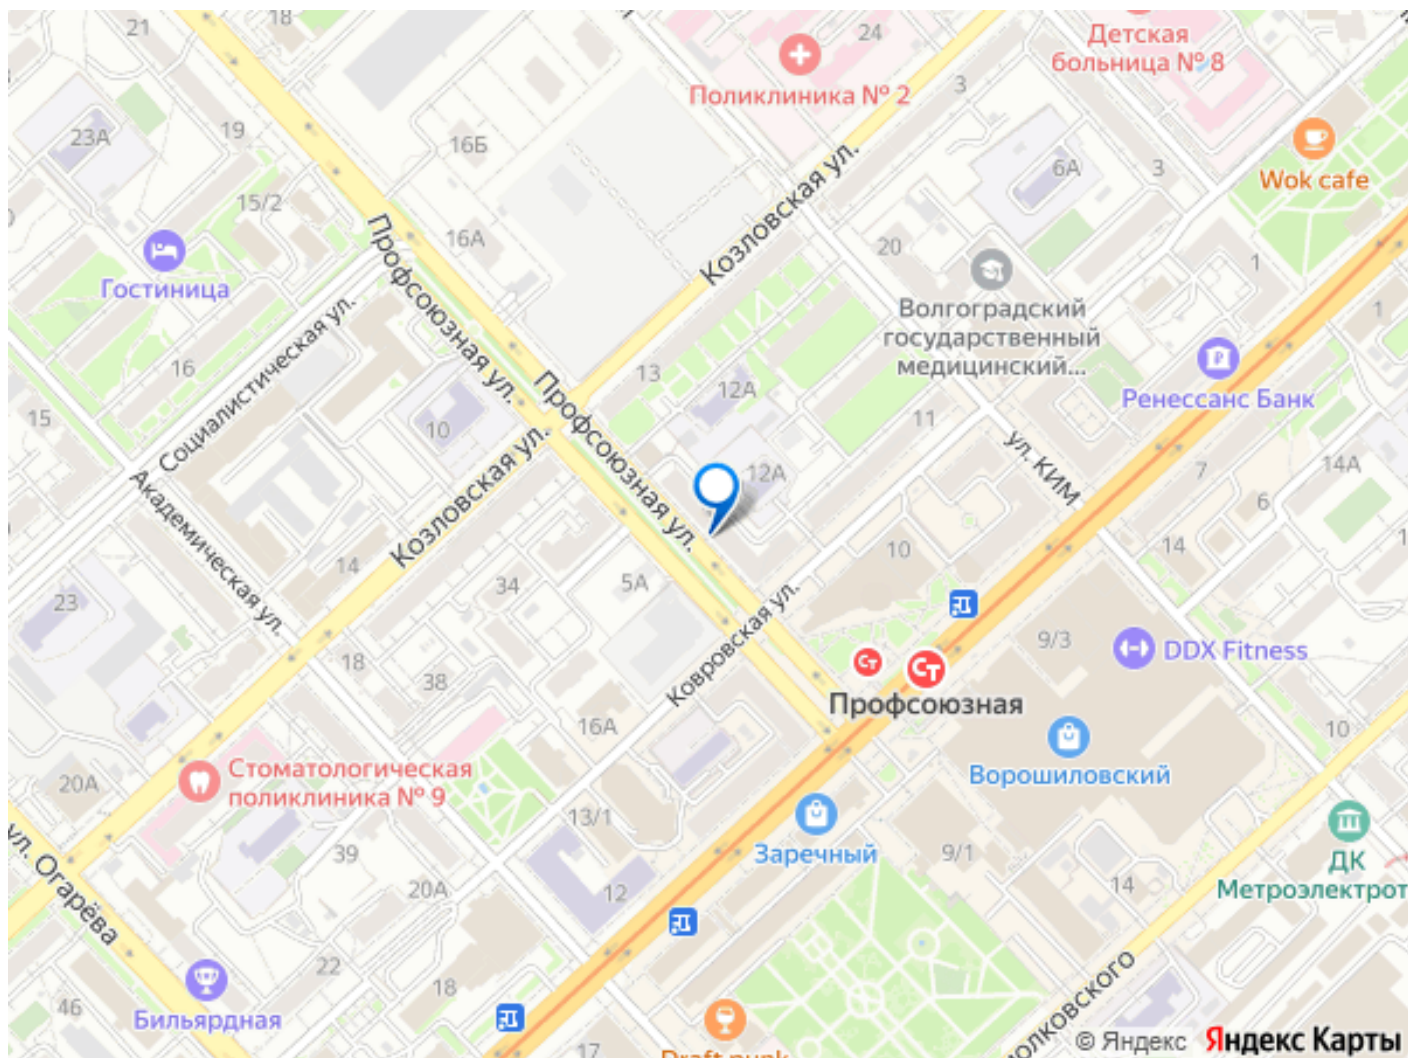 21
18
24
Детская
больница № 8
Поликлиника № 2
3
23А
19
16Б
6А
3
Wok cafe
15/2
Козловская ул.
16А
20
Гостиница
Профсоюзная ул.
1
Волгоградский
государственный
медицинский...
1
Социалистическая ул.
16
13
12А
Ренессанс Банк
15
10
Профсоюзная ул.
11
ул. КИМ
7
14А
12А
6
Академическая ул.
Козловская ул.
14
34
5А
10
14
23
Ковровская ул.
9/3
DDX Fitness
18
38
Профсоюзная
16А
10
Ворошиловский
20А
Стоматологическая
поликлиника № 9
13/1
Заречный
9/1
ул. Огарёва
39
20А
12
14
ДК
Метроэлектрот
22
18
46
Бильярдная
17
Draft punk
олковского
© Яндекс Яндекс Карты